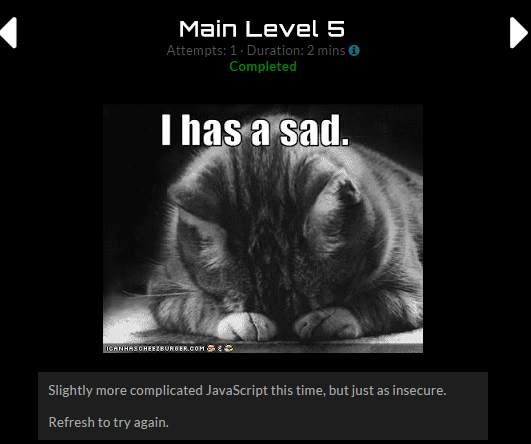 Main Level 5
Attempts: 1 · Duration: 2 mins
Completed
I has a sad.
ICANHASCHEEZBURGER.COM
Slightly more complicated JavaScript this time, but just as insecure.
Refresh to try again.